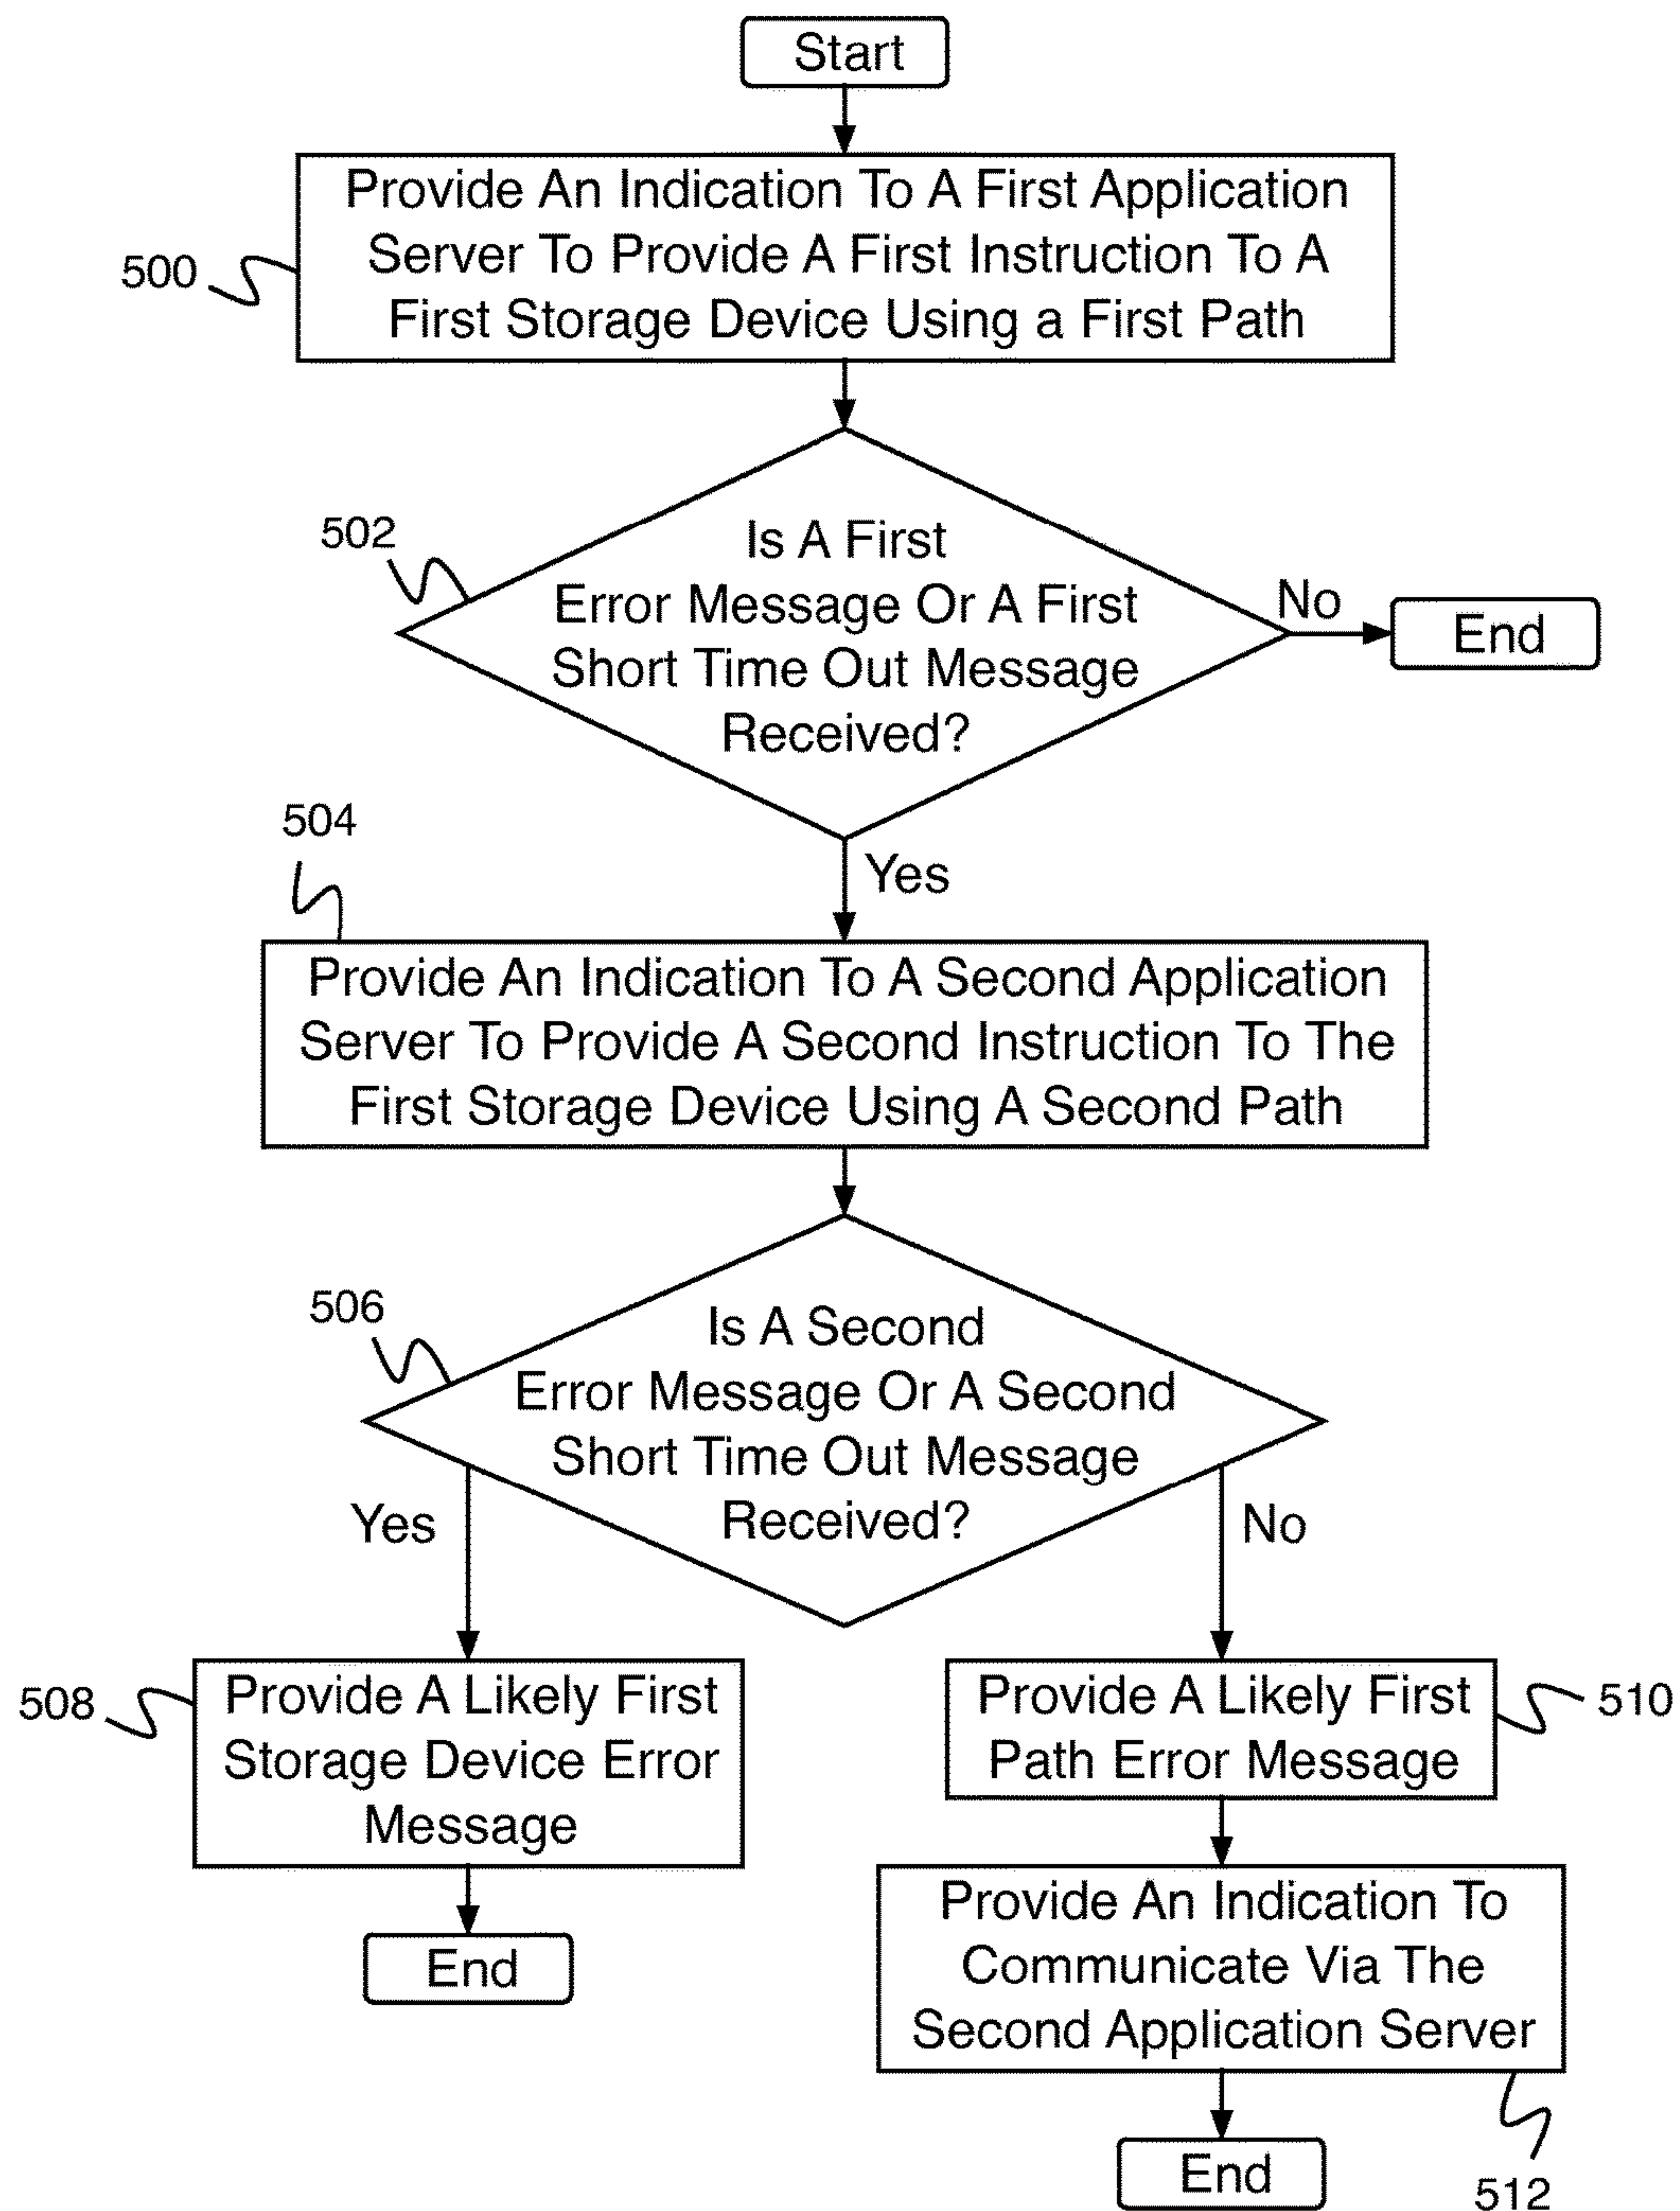 Start
Provide An Indication To A First Application
Server To Provide A First Instruction To A
First Storage Device Using a First Path
500
502
Is A First
Error Message Or A First
Short Time Out Message
Received?
No
End
Yes
504
Provide An Indication To A Second Application
Server To Provide A Second Instruction To The
First Storage Device Using A Second Path
506
Is A Second
Error Message Or A Second
Short Time Out Message
Received?
Yes
No
508
Provide A Likely First
Storage Device Error
Message
End
Provide A Likely First
Path Error Message
510
Provide An Indication To
Communicate Via The
Second Application Server
512
End